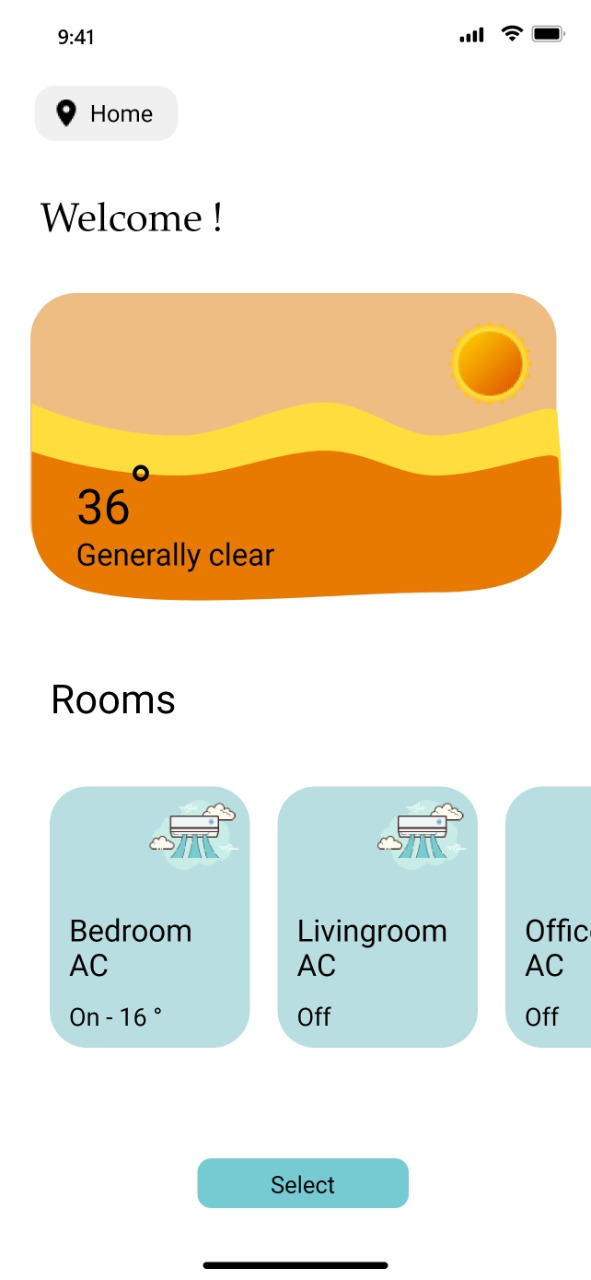 9:41
Home
Welcome !
36°
Generally clear
Rooms
Bedroom
AC
On - 16 °
Livingroom
AC
Off
Offic
AC
Off
Select